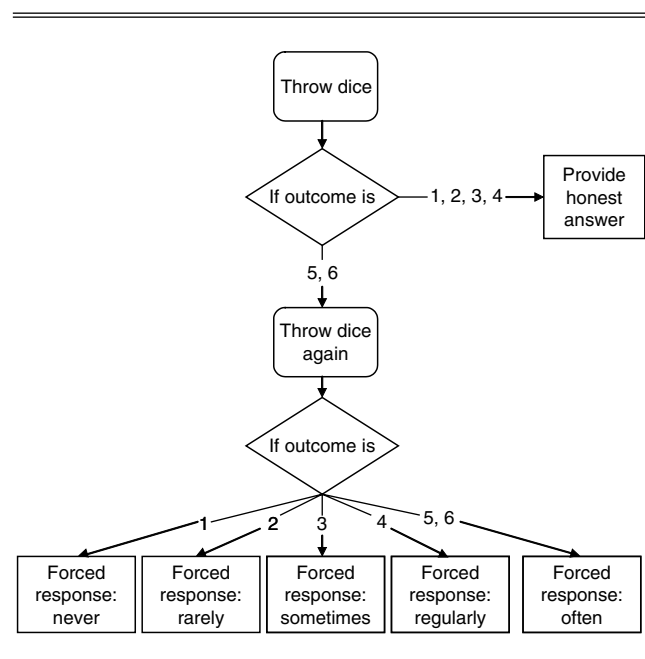 Throw dice
If outcome is
1, 2, 3, 4
Provide
honest
answer
5, 6
Throw dice
again
If outcome is
1
2
3
4
5, 6
Forced
response:
never
Forced
response:
rarely
Forced
response:
sometimes
Forced
response:
regularly
Forced
response:
often